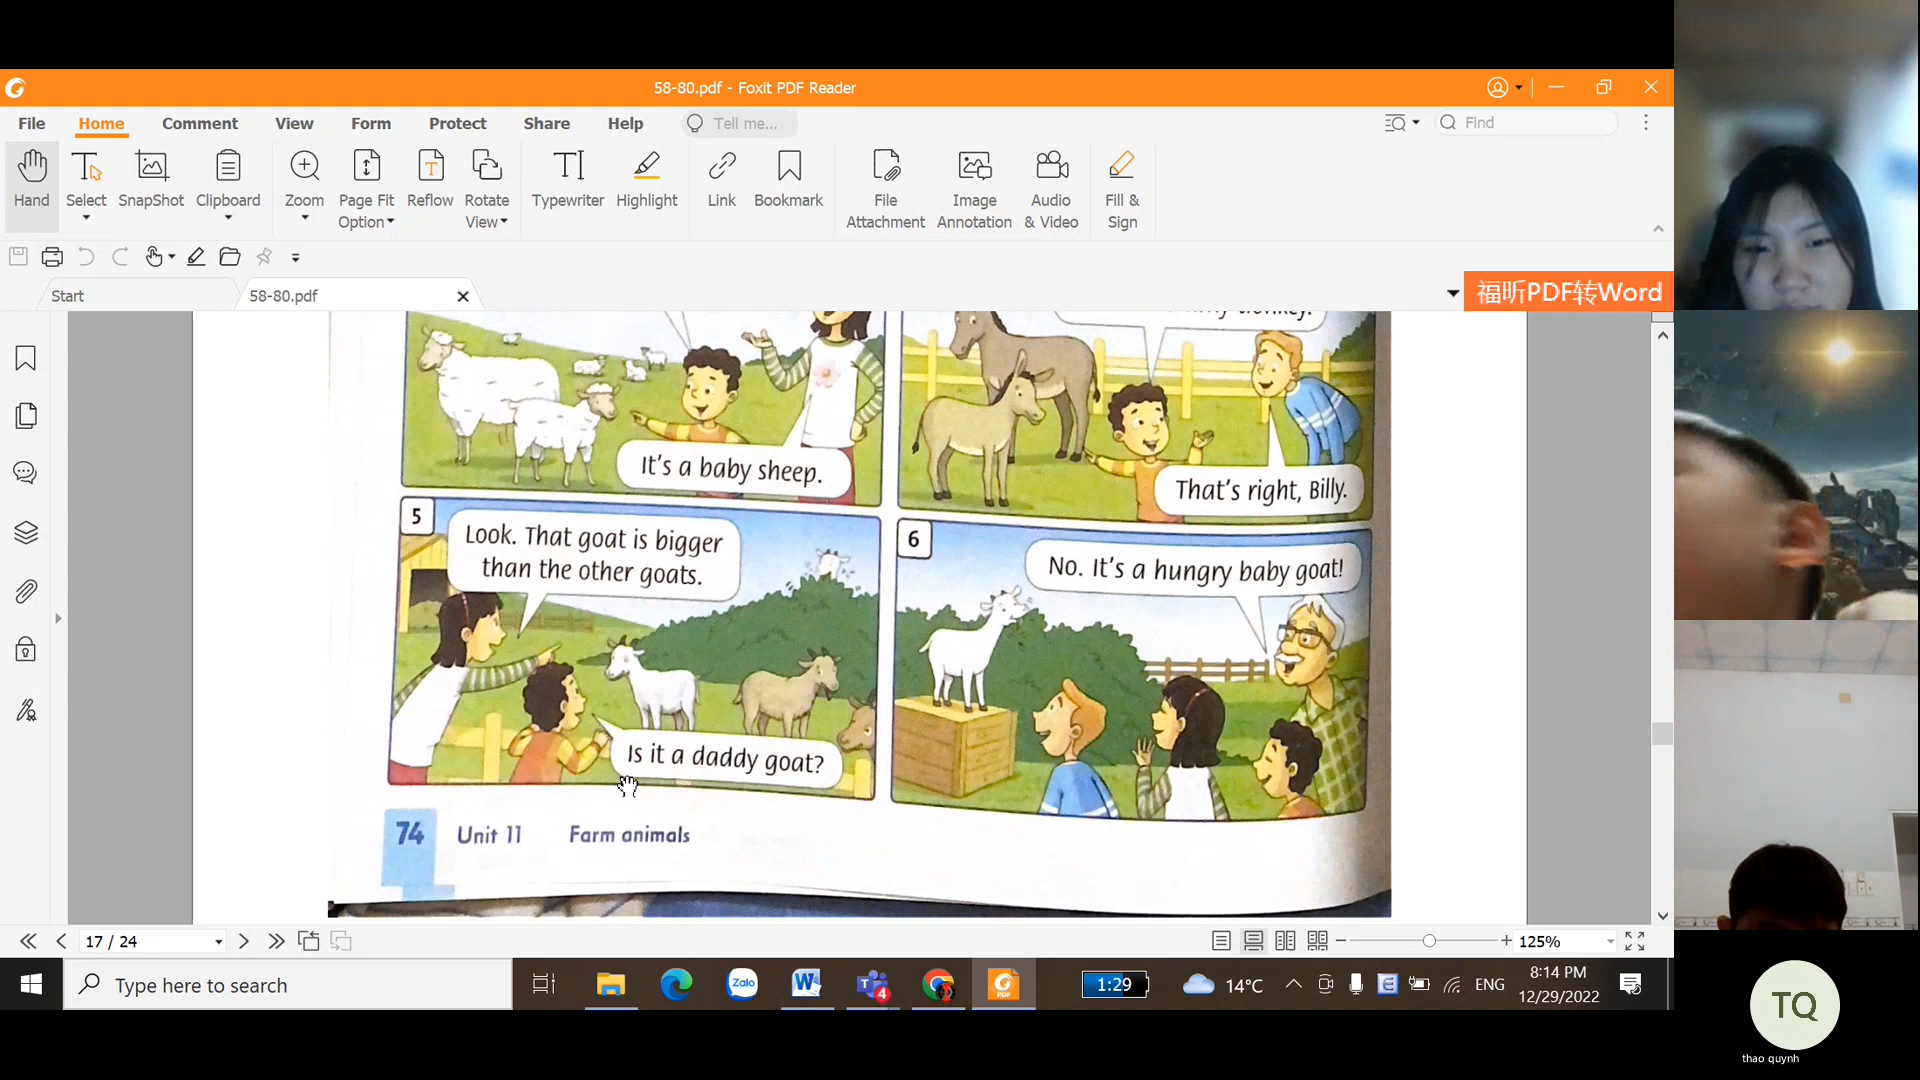 58-80.pdf - Foxit PDF Reader
File Home Comment View Form Protect Share Help Tell me... Find
Hand Select SnapShot Clipboard Zoom Page Fit Option Reflow Rotate View Typewriter Highlight Link Bookmark File Attachment Image Annotation Audio & Video Fill & Sign
Start 58-80.pdf 福昕PDF转Word
donkey.
It's a baby sheep.
That's right, Billy.
5
Look. That goat is bigger
than the other goats.
Is it a daddy goat?
6
No. It's a hungry baby goat!
74 Unit 11 Farm animals
17 / 24 125%
Type here to search Zalo 4 PDF 1:29 14°C ENG 8:14 PM
12/29/2022
TQ
thao quynh